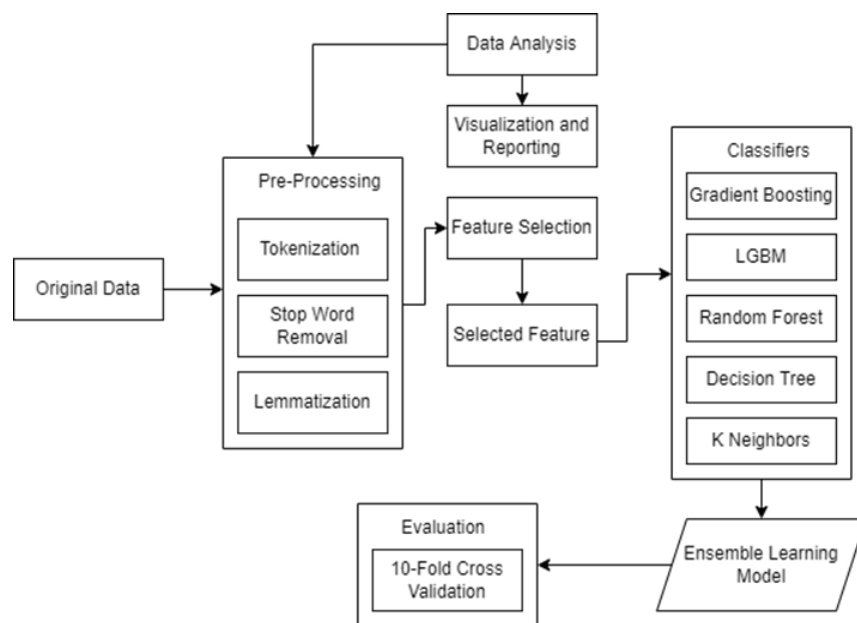 Data Analysis
Visualization and
Reporting
Pre-Processing
Tokenization
Stop Word
Removal
Lemmatization
Original Data
Feature Selection
Selected Feature
Classifiers
Gradient Boosting
LGBM
Random Forest
Decision Tree
K Neighbors
Ensemble Learning
Model
Evaluation
10-Fold Cross
Validation